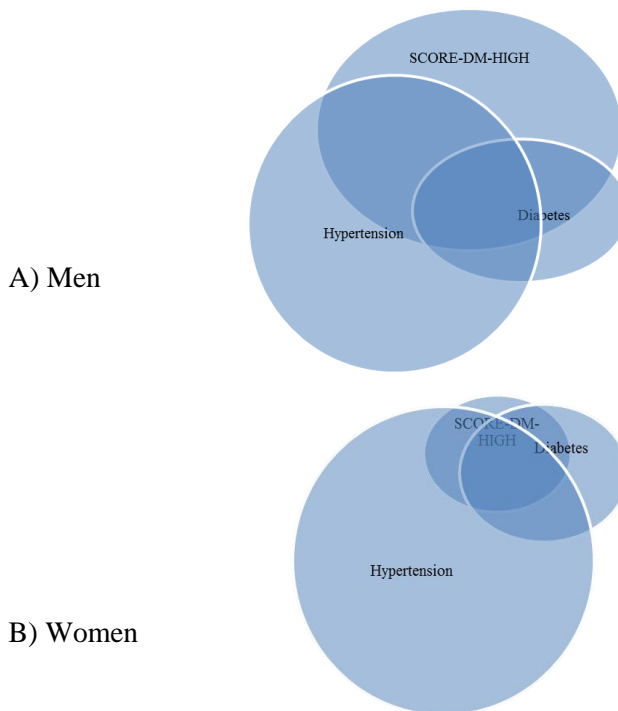 SCORE-DM-HIGH
Diabetes
Hypertension
A) Men
SCORE-DM-
HIGH
Diabetes
Hypertension
B) Women